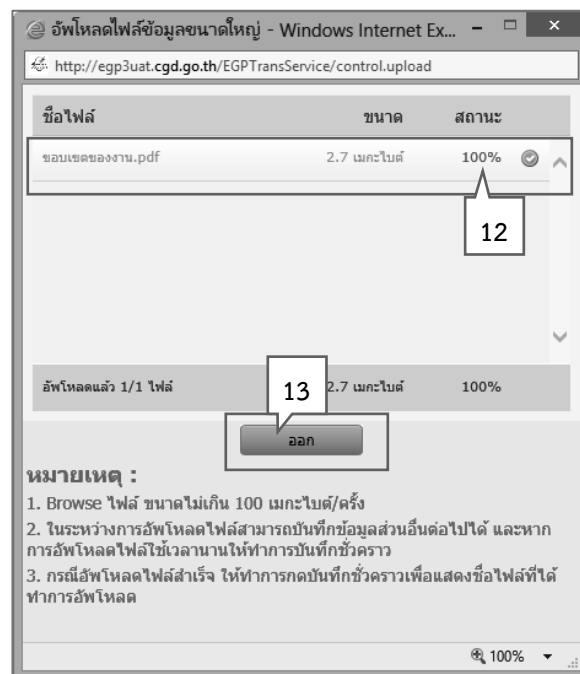 อัพโหลดไฟล์ข้อมูลขนาดใหญ่ - Windows Internet Ex...
http://egp3uat.cgd.go.th/EGPTransService/control.upload
ชื่อไฟล์ ขนาด สถานะ
ขอบเขตของงาน.pdf 2.7 เมกะไบต์ 100%
12
อัพโหลดแล้ว 1/1 ไฟล์ 2.7 เมกะไบต์ 100%
13
ออก
หมายเหตุ :
1. Browse ไฟล์ ขนาดไม่เกิน 100 เมกะไบต์/ครั้ง
2. ในระหว่างการอัพโหลดไฟล์สามารถบันทึกข้อมูลส่วนอื่นต่อไปได้ และหาก
การอัพโหลดไฟล์ใช้เวลานานให้ทำการบันทึกชั่วคราว
3. กรณีอัพโหลดไฟล์สำเร็จ ให้ทำการกดบันทึกชั่วคราวเพื่อแสดงชื่อไฟล์ที่ได้
ทำการอัพโหลด
100%